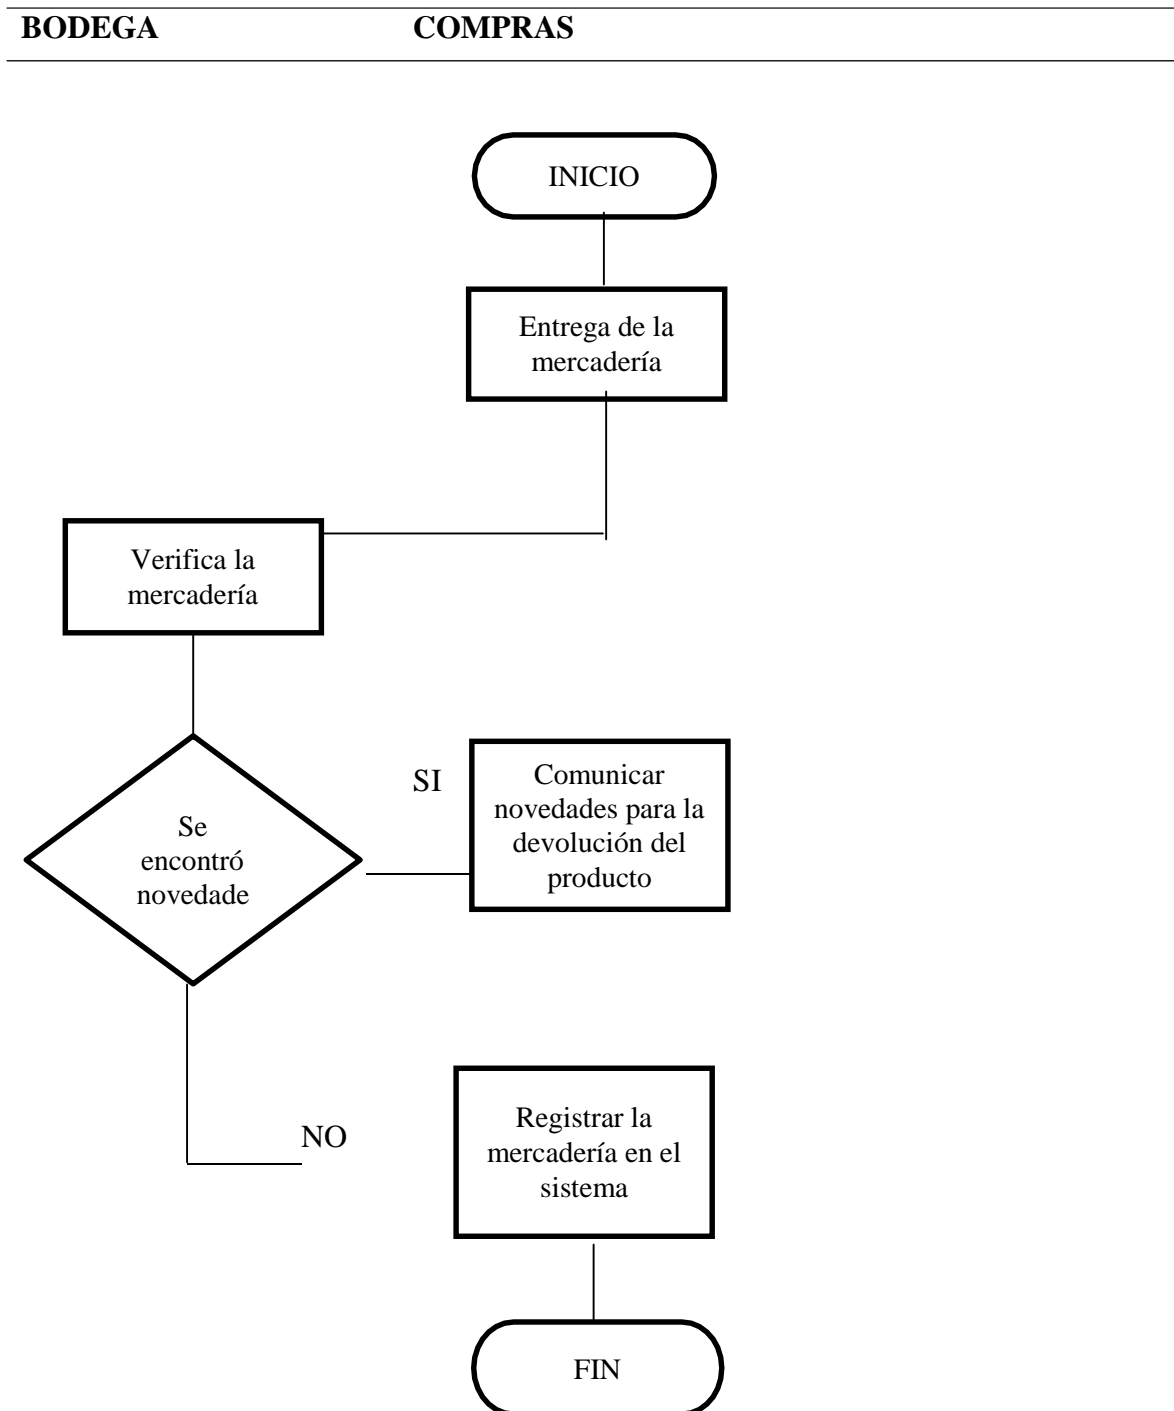 BODEGA COMPRAS
INICIO
Entrega de la
mercadería
Verifica la
mercadería
Se
encontró
novedade
SI
Comunicar
novedades para la
devolución del
producto
NO
Registrar la
mercadería en el
sistema
FIN